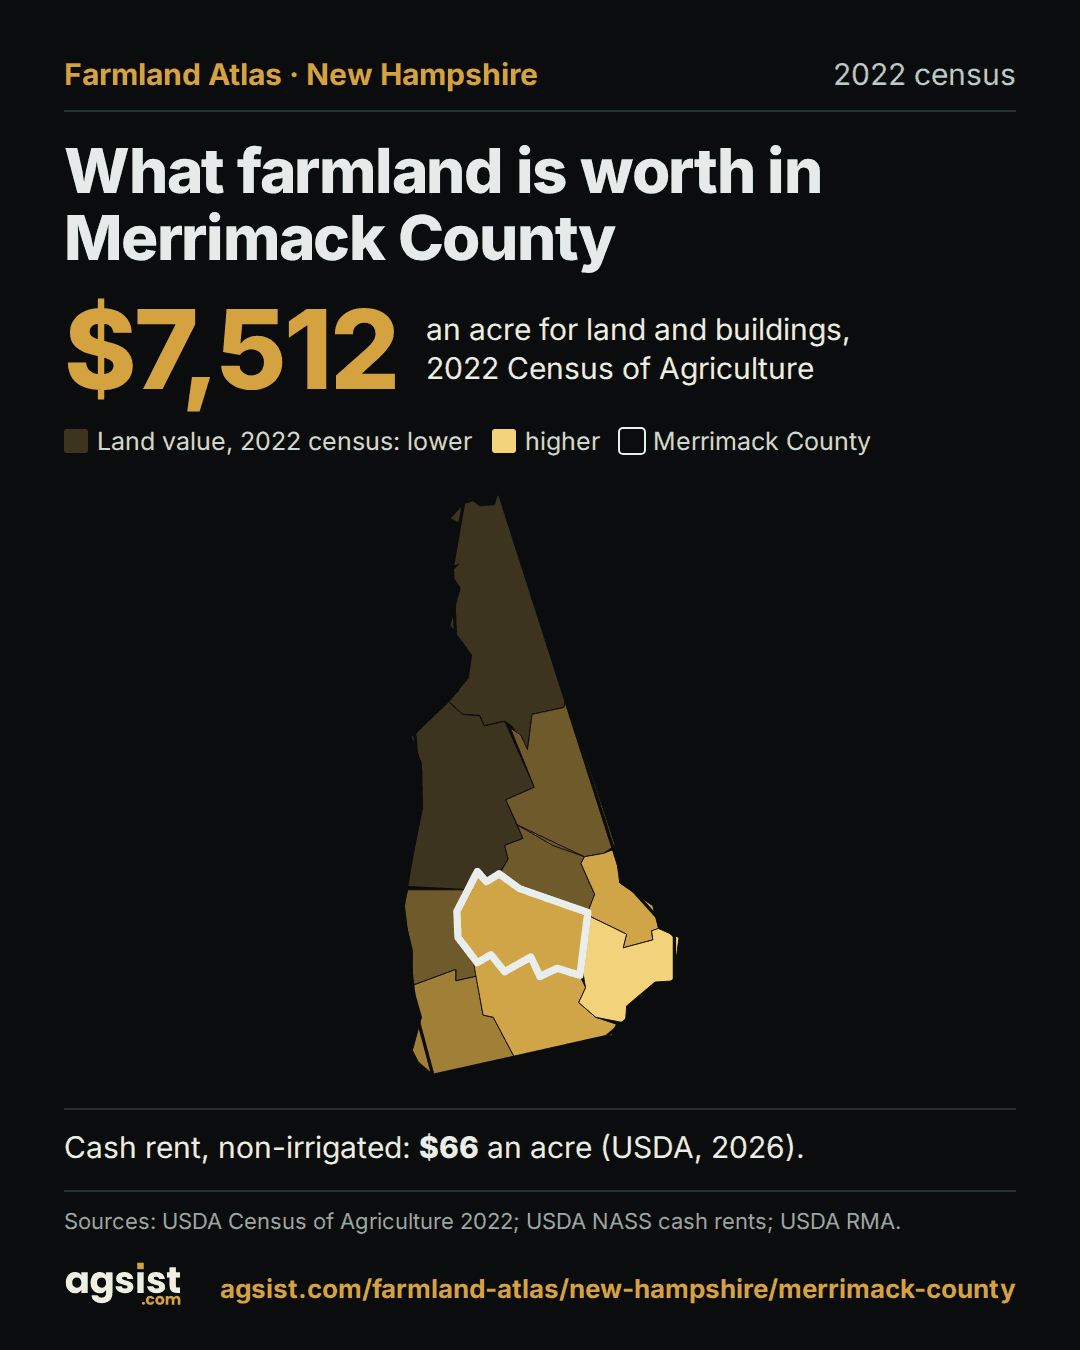 Farmland Atlas · New Hampshire
2022 census
What farmland is worth in
Merrimack County
$7,512
an acre for land and buildings,
2022 Census of Agriculture
Land value, 2022 census: lower
higher
Merrimack County
Cash rent, non-irrigated: $66 an acre (USDA, 2026).
Sources: USDA Census of Agriculture 2022; USDA NASS cash rents; USDA RMA.
agsist
.com
agsist.com/farmland-atlas/new-hampshire/merrimack-county